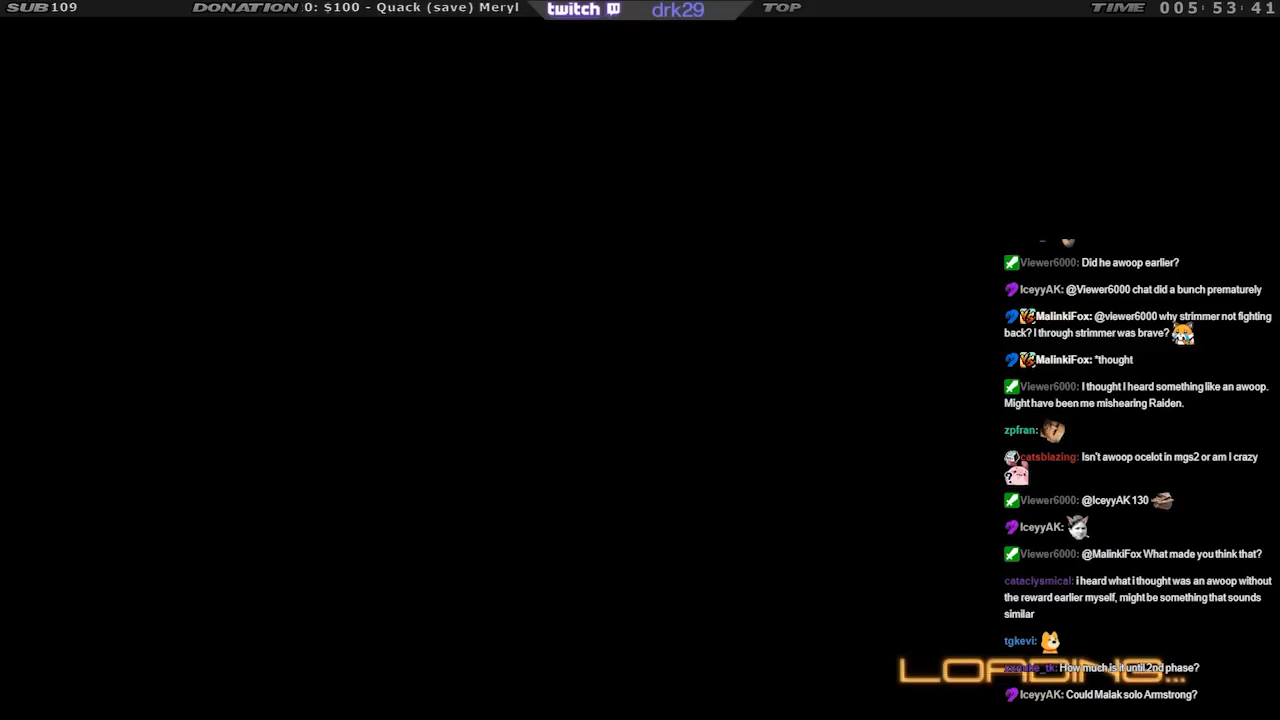 SUB 109 DONATION 0: $100 - Quack (save) Meryl twitch drk29 TOP TIME 005:53:41
Viewer6000: Did he awoop earlier?
IceyyAK: @Viewer6000 chat did a bunch prematurely
MalinkiFox: @viewer6000 why strimmer not fighting
back? I through strimmer was brave?
MalinkiFox: *thought
Viewer6000: I thought I heard something like an awoop.
Might have been me mishearing Raiden.
zpfran:
catsblazing: Isn't awoop ocelot in mgs2 or am I crazy
Viewer6000: @IceyyAK 130
IceyyAK:
Viewer6000: @MalinkiFox What made you think that?
cataclysmical: i heard what i thought was an awoop without
the reward earlier myself, might be something that sounds
similar
tgkevi:
How much is it until 2nd phase?
LOADING...
IceyyAK: Could Malak solo Armstrong?